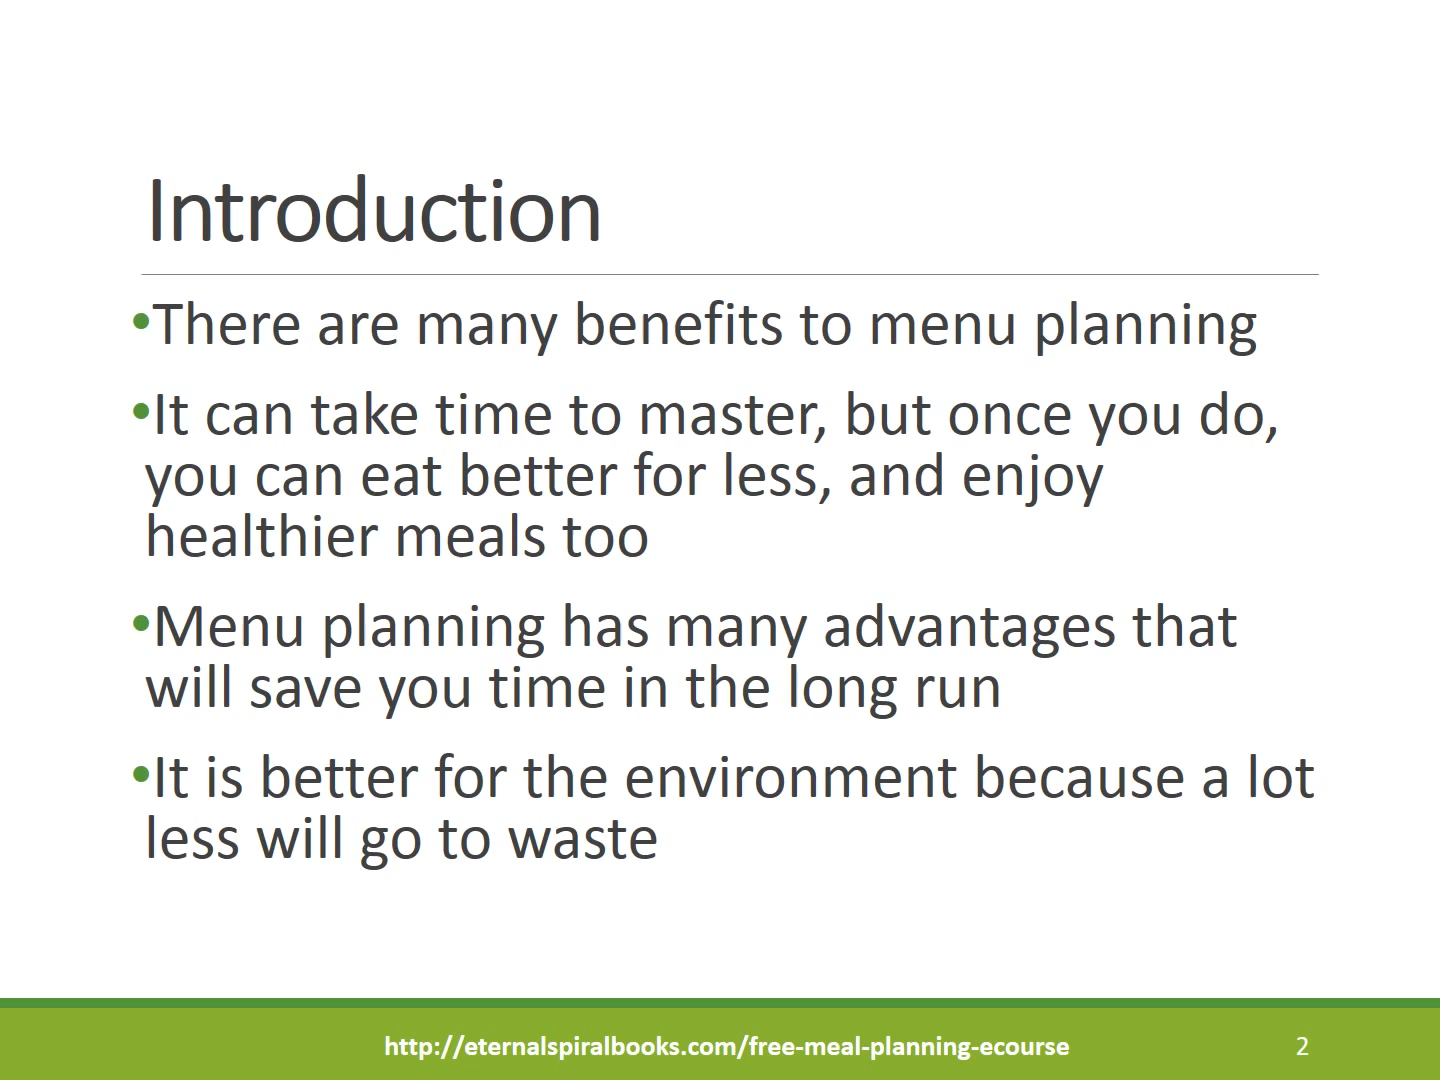 Introduction
•There are many benefits to menu planning
•It can take time to master, but once you do,
you can eat better for less, and enjoy
healthier meals too
•Menu planning has many advantages that
will save you time in the long run
•It is better for the environment because a lot
less will go to waste
http://eternalspiralbooks.com/free-meal-planning-ecourse
2